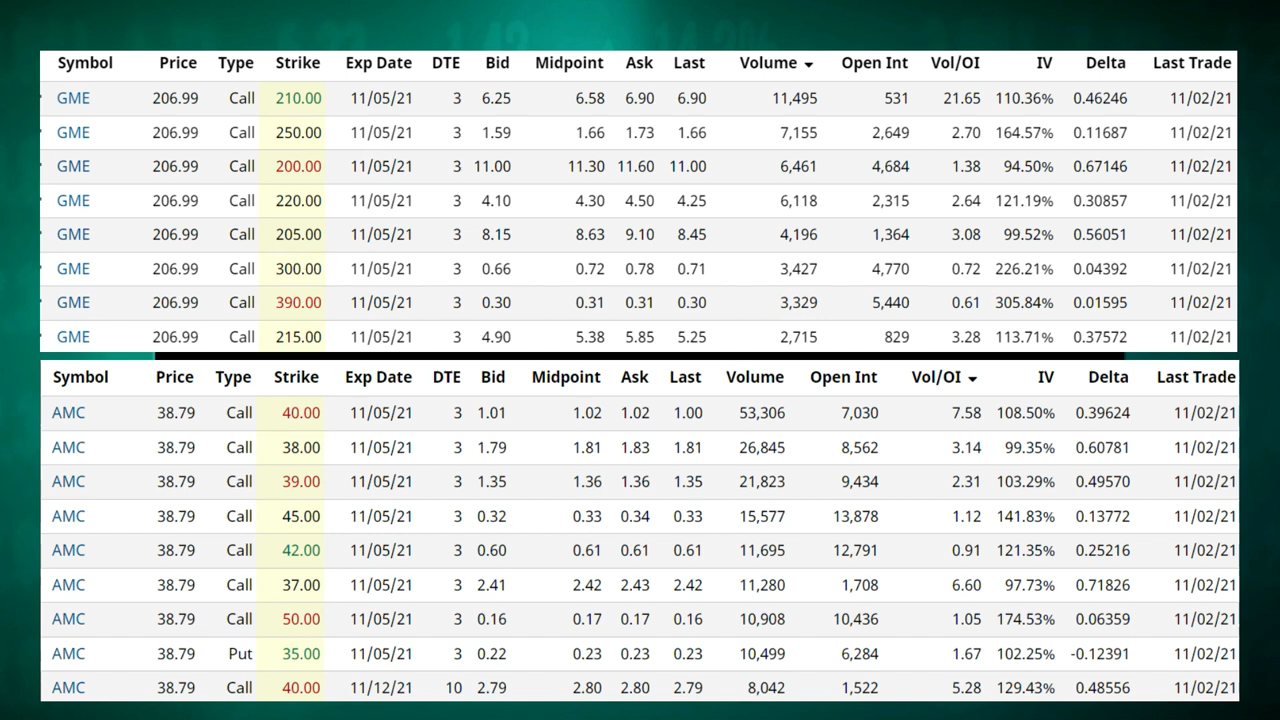 Symbol Price Type Strike Exp Date DTE Bid Midpoint Ask Last Volume Open Int Vol/OI IV Delta Last Trade
GME 206.99 Call 210.00 11/05/21 3 6.25 6.58 6.90 6.90 11,495 531 21.65 110.36% 0.46246 11/02/21
GME 206.99 Call 250.00 11/05/21 3 1.59 1.66 1.73 1.66 7,155 2,649 2.70 164.57% 0.11687 11/02/21
GME 206.99 Call 200.00 11/05/21 3 11.00 11.30 11.60 11.00 6,461 4,684 1.38 94.50% 0.67146 11/02/21
GME 206.99 Call 220.00 11/05/21 3 4.10 4.30 4.50 4.25 6,118 2,315 2.64 121.19% 0.30857 11/02/21
GME 206.99 Call 205.00 11/05/21 3 8.15 8.63 9.10 8.45 4,196 1,364 3.08 99.52% 0.56051 11/02/21
GME 206.99 Call 300.00 11/05/21 3 0.66 0.72 0.78 0.71 3,427 4,770 0.72 226.21% 0.04392 11/02/21
GME 206.99 Call 390.00 11/05/21 3 0.30 0.31 0.31 0.30 3,329 5,440 0.61 305.84% 0.01595 11/02/21
GME 206.99 Call 215.00 11/05/21 3 4.90 5.38 5.85 5.25 2,715 829 3.28 113.71% 0.37572 11/02/21
Symbol Price Type Strike Exp Date DTE Bid Midpoint Ask Last Volume Open Int Vol/OI IV Delta Last Trade
AMC 38.79 Call 40.00 11/05/21 3 1.01 1.02 1.02 1.00 53,306 7,030 7.58 108.50% 0.39624 11/02/21
AMC 38.79 Call 38.00 11/05/21 3 1.79 1.81 1.83 1.81 26,845 8,562 3.14 99.35% 0.60781 11/02/21
AMC 38.79 Call 39.00 11/05/21 3 1.35 1.36 1.36 1.35 21,823 9,434 2.31 103.29% 0.49570 11/02/21
AMC 38.79 Call 45.00 11/05/21 3 0.32 0.33 0.34 0.33 15,577 13,878 1.12 141.83% 0.13772 11/02/21
AMC 38.79 Call 42.00 11/05/21 3 0.60 0.61 0.61 0.61 11,695 12,791 0.91 121.35% 0.25216 11/02/21
AMC 38.79 Call 37.00 11/05/21 3 2.41 2.42 2.43 2.42 11,280 1,708 6.60 97.73% 0.71826 11/02/21
AMC 38.79 Call 50.00 11/05/21 3 0.16 0.17 0.17 0.16 10,908 10,436 1.05 174.53% 0.06359 11/02/21
AMC 38.79 Put 35.00 11/05/21 3 0.22 0.23 0.23 0.23 10,499 6,284 1.67 102.25% -0.12391 11/02/21
AMC 38.79 Call 40.00 11/12/21 10 2.79 2.80 2.80 2.79 8,042 1,522 5.28 129.43% 0.48556 11/02/21